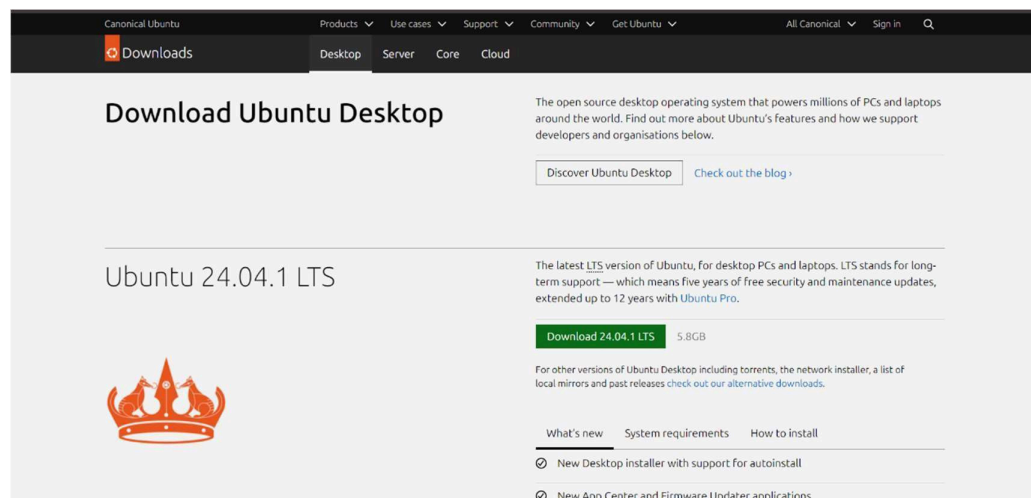 Canonical Ubuntu Products Use cases Support Community Get Ubuntu All Canonical Sign in
Downloads Desktop Server Core Cloud
Download Ubuntu Desktop
The open source desktop operating system that powers millions of PCs and laptops
around the world. Find out more about Ubuntu's features and how we support
developers and organisations below.
Discover Ubuntu Desktop Check out the blog ›
Ubuntu 24.04.1 LTS
The latest LTS version of Ubuntu, for desktop PCs and laptops. LTS stands for long-
term support — which means five years of free security and maintenance updates,
extended up to 12 years with Ubuntu Pro.
Download 24.04.1 LTS 5.8GB
For other versions of Ubuntu Desktop including torrents, the network installer, a list of
local mirrors and past releases check out our alternative downloads.
What's new System requirements How to install
New Desktop installer with support for autoinstall
New App Center and Firmware Updater applications